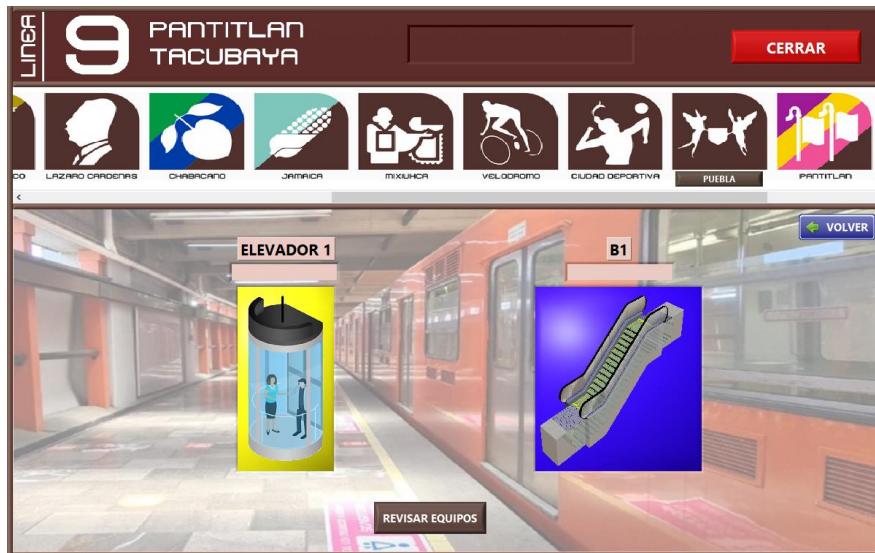 LINEA
9
PANTITLAN
TACUBAYA
CERRAR
CO
LAZARO CARDENAS
CHABACANO
JAMAICA
MIXIUHCA
VELODROMO
CIUDAD DEPORTIVA
PUEBLA
PANTITLAN
VOLVER
ELEVADOR 1
B1
REVISAR EQUIPOS